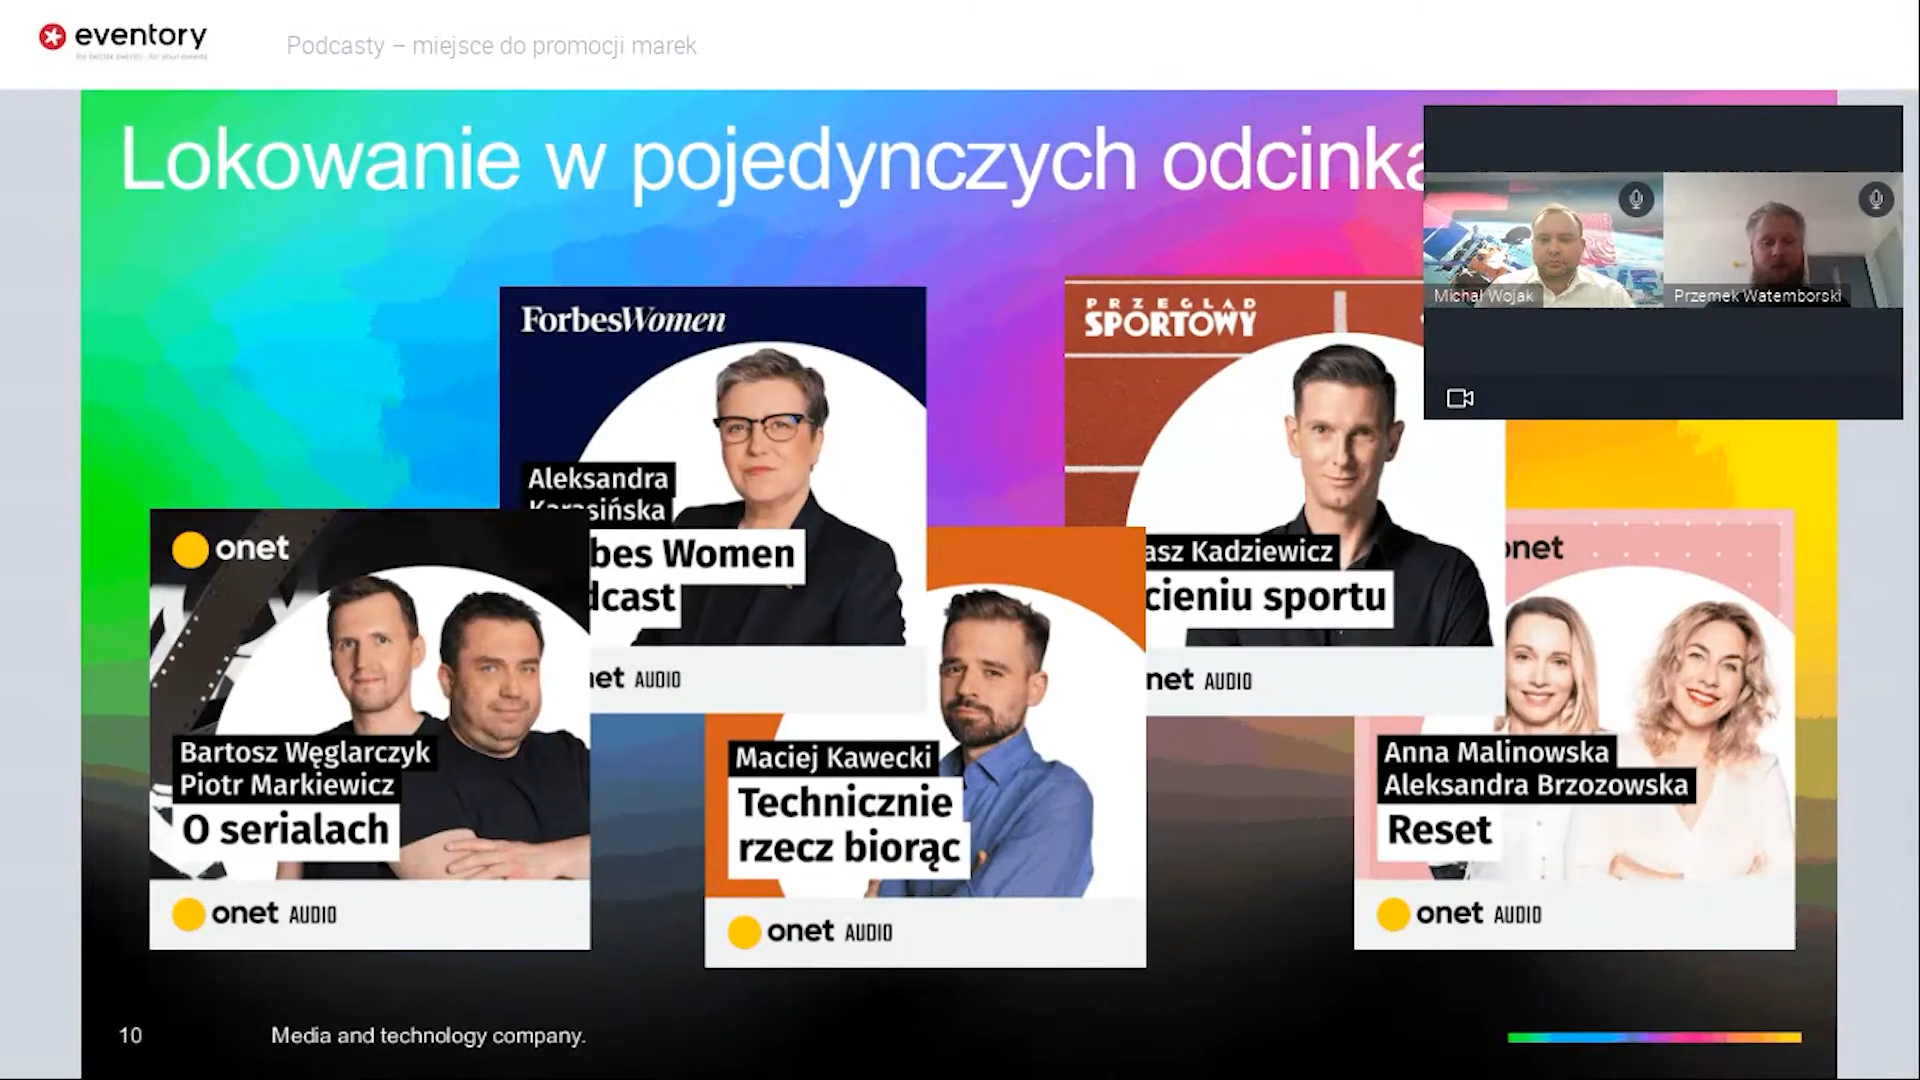 eventory
Podcasty – miejsce do promocji marek
Lokowanie w pojedynczych odcinka
Michał Wojak
Przemek Watemborski
ForbesWomen
Aleksandra
Karasińska
bes Women
dcast
net AUDIO
PRZEGLĄD
SPORTOWY
asz Kadziewicz
cieniu sportu
net AUDIO
onet
Bartosz Węglarczyk
Piotr Markiewicz
O serialach
onet AUDIO
Maciej Kawecki
Technicznie
rzecz biorąc
onet AUDIO
onet
Anna Malinowska
Aleksandra Brzozowska
Reset
onet AUDIO
10
Media and technology company.